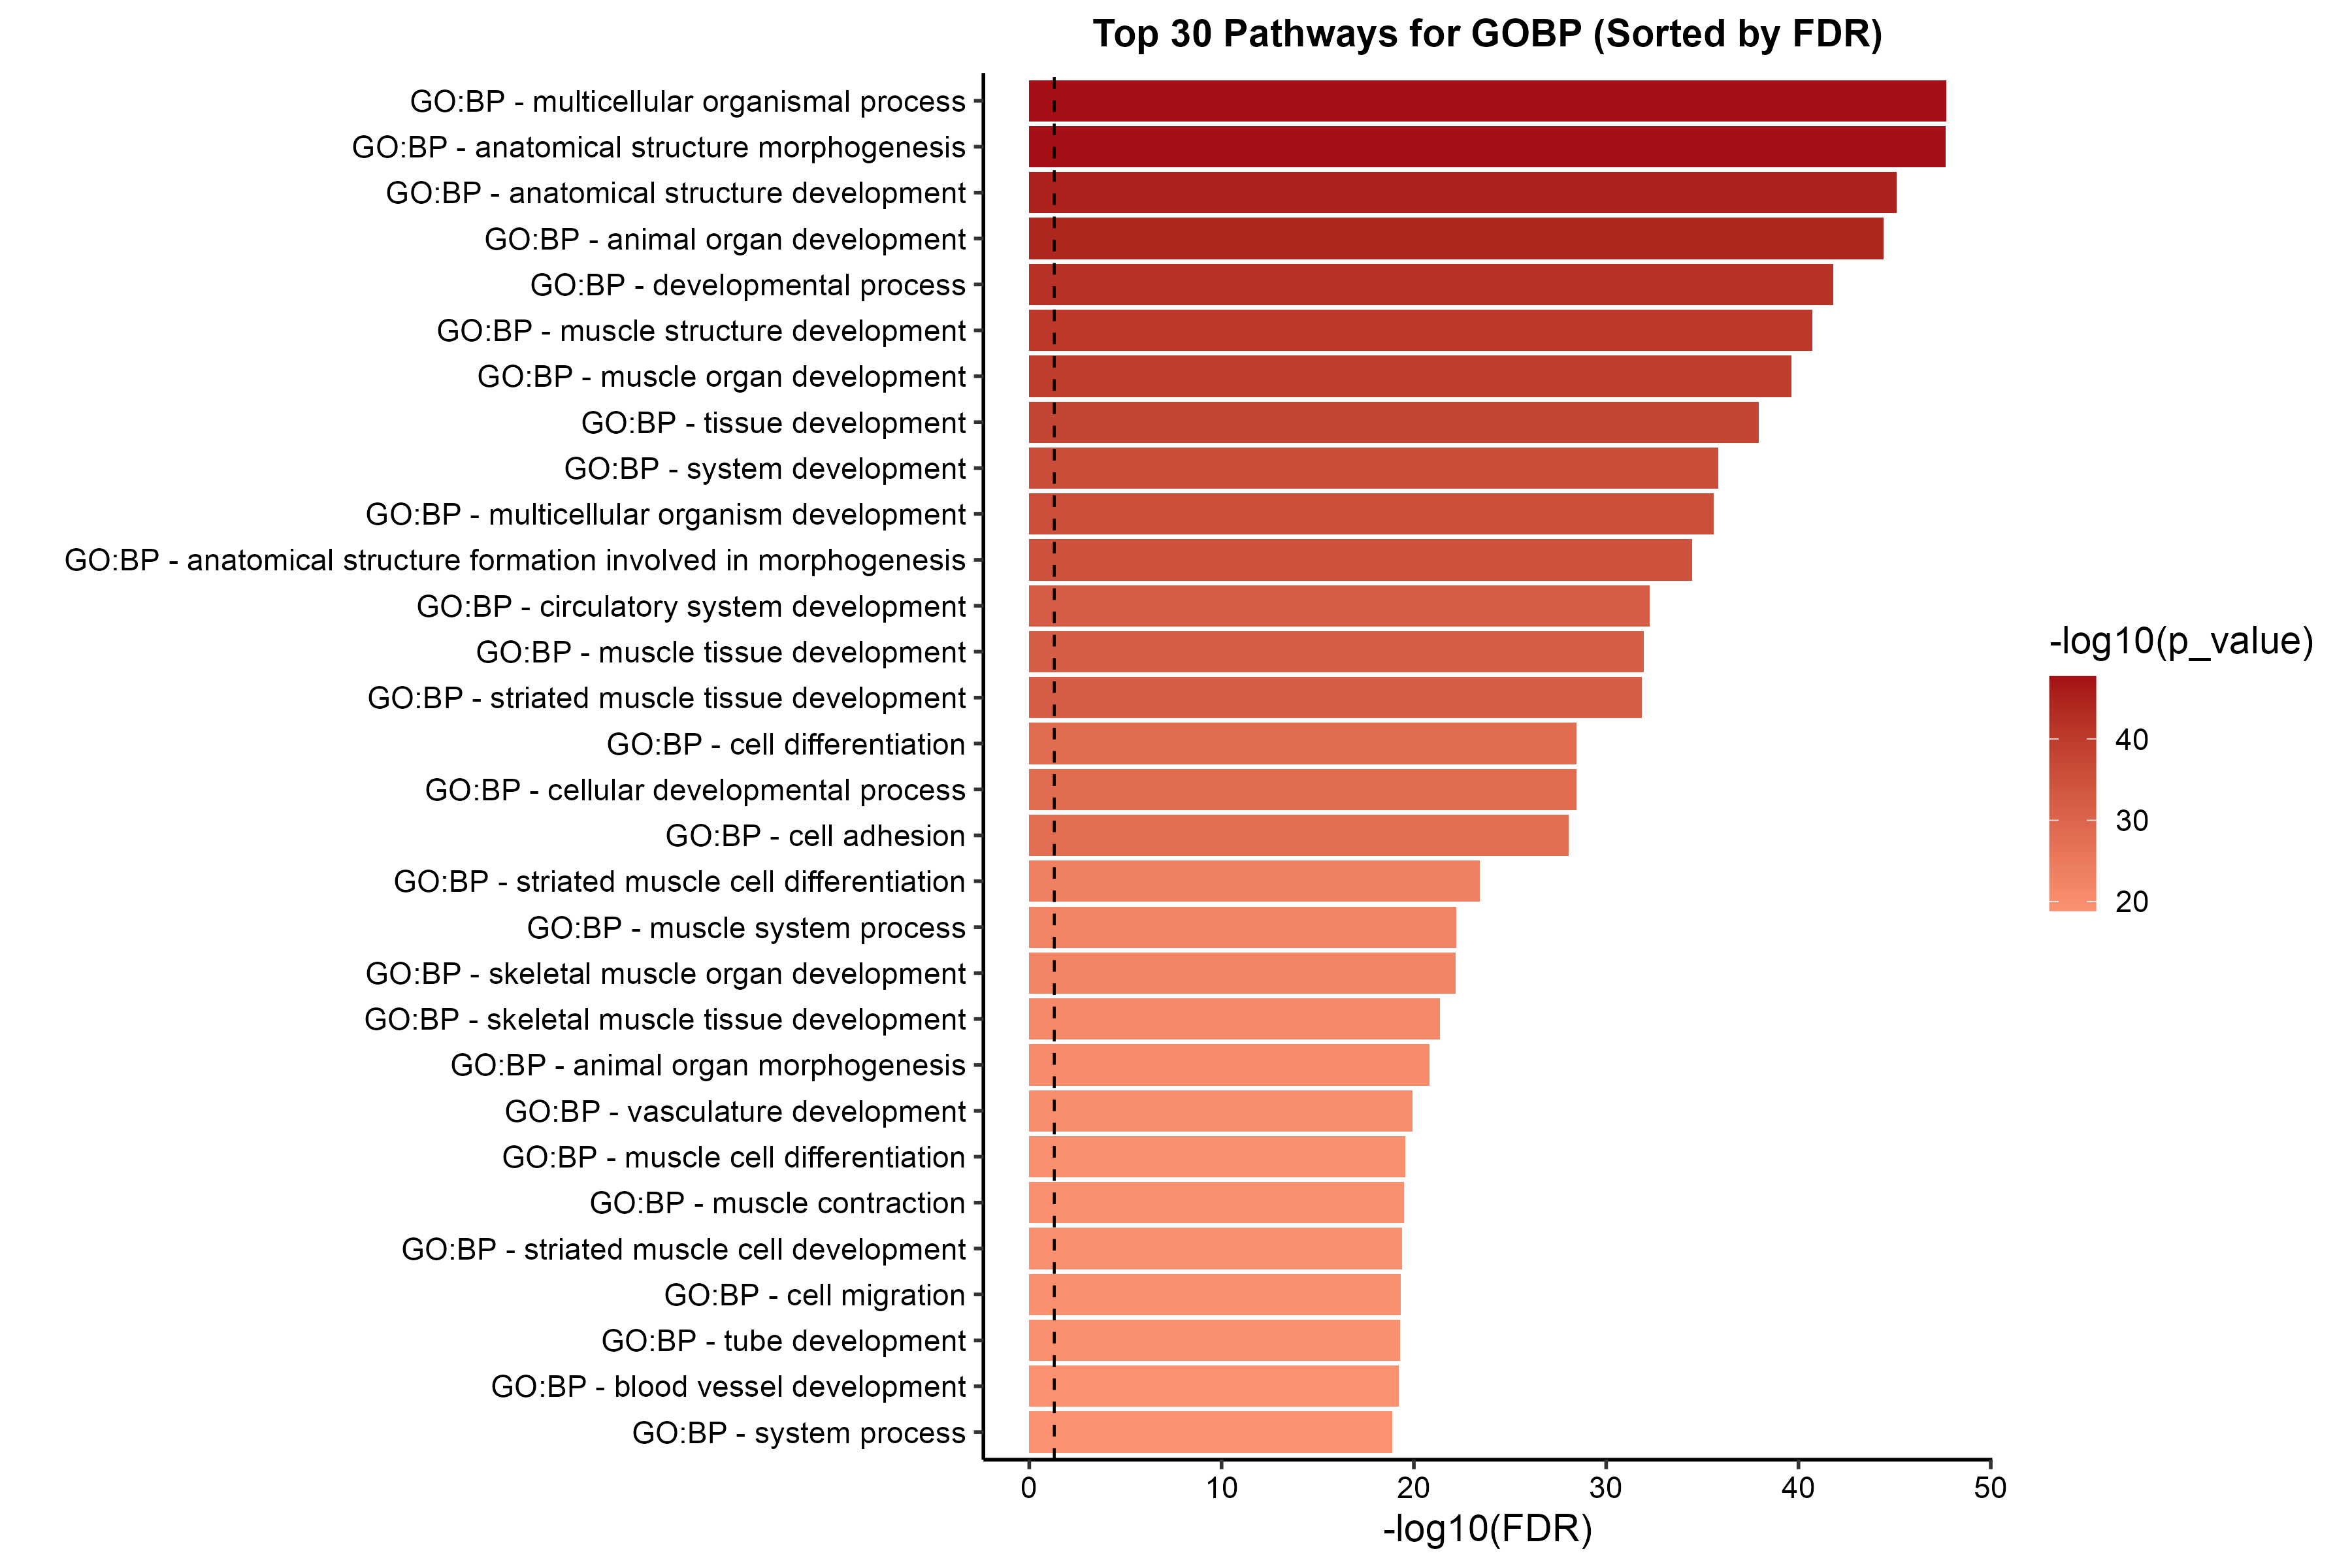 Top 30 Pathways for GOBP (Sorted by FDR)
GO:BP - multicellular organismal process
GO:BP - anatomical structure morphogenesis
GO:BP - anatomical structure development
GO:BP - animal organ development
GO:BP - developmental process
GO:BP - muscle structure development
GO:BP - muscle organ development
GO:BP - tissue development
GO:BP - system development
GO:BP - multicellular organism development
GO:BP - anatomical structure formation involved in morphogenesis
GO:BP - circulatory system development
GO:BP - muscle tissue development
GO:BP - striated muscle tissue development
GO:BP - cell differentiation
GO:BP - cellular developmental process
GO:BP - cell adhesion
GO:BP - striated muscle cell differentiation
GO:BP - muscle system process
GO:BP - skeletal muscle organ development
GO:BP - skeletal muscle tissue development
GO:BP - animal organ morphogenesis
GO:BP - vasculature development
GO:BP - muscle cell differentiation
GO:BP - muscle contraction
GO:BP - striated muscle cell development
GO:BP - cell migration
GO:BP - tube development
GO:BP - blood vessel development
GO:BP - system process
0 10 20 30 40 50
-log10(FDR)
-log10(p_value)
40
30
20